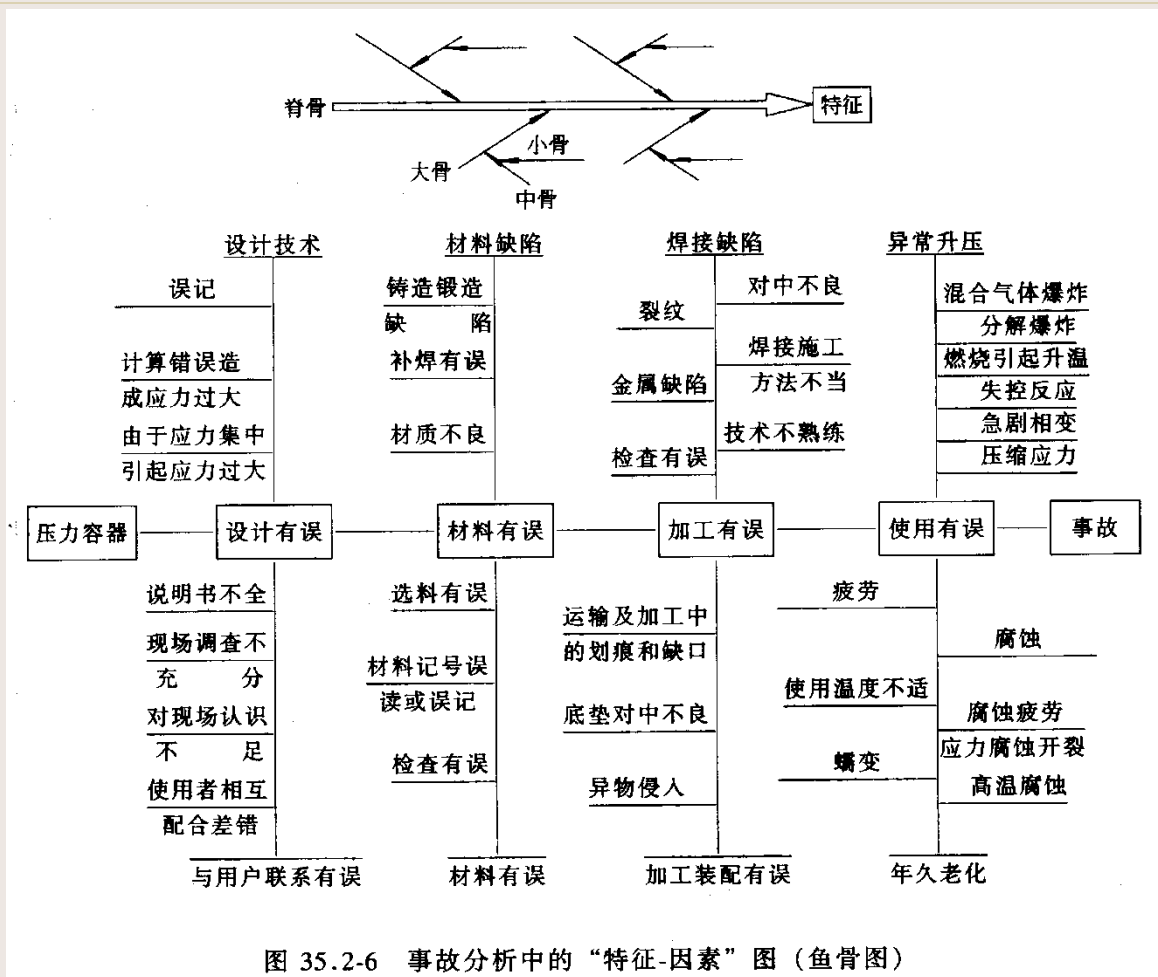 脊骨
特征
小骨
大骨
中骨
设计技术
材料缺陷
焊接缺陷
异常升压
误记
计算错误造
成应力过大
由于应力集中
引起应力过大
铸造锻造
缺 陷
补焊有误
材质不良
裂纹
金属缺陷
检查有误
对中不良
焊接施工
方法不当
技术不熟练
混合气体爆炸
分解爆炸
燃烧引起升温
失控反应
急剧相变
压缩应力
压力容器
设计有误
材料有误
加工有误
使用有误
事故
说明书不全
现场调查不
充 分
对现场认识
不 足
使用者相互
配合差错
选料有误
材料记号误
读或误记
检查有误
运输及加工中
的划痕和缺口
底垫对中不良
异物侵入
疲劳
使用温度不适
蠕变
腐蚀
腐蚀疲劳
应力腐蚀开裂
高温腐蚀
与用户联系有误
材料有误
加工装配有误
年久老化
图 35.2-6 事故分析中的“特征-因素”图（鱼骨图）